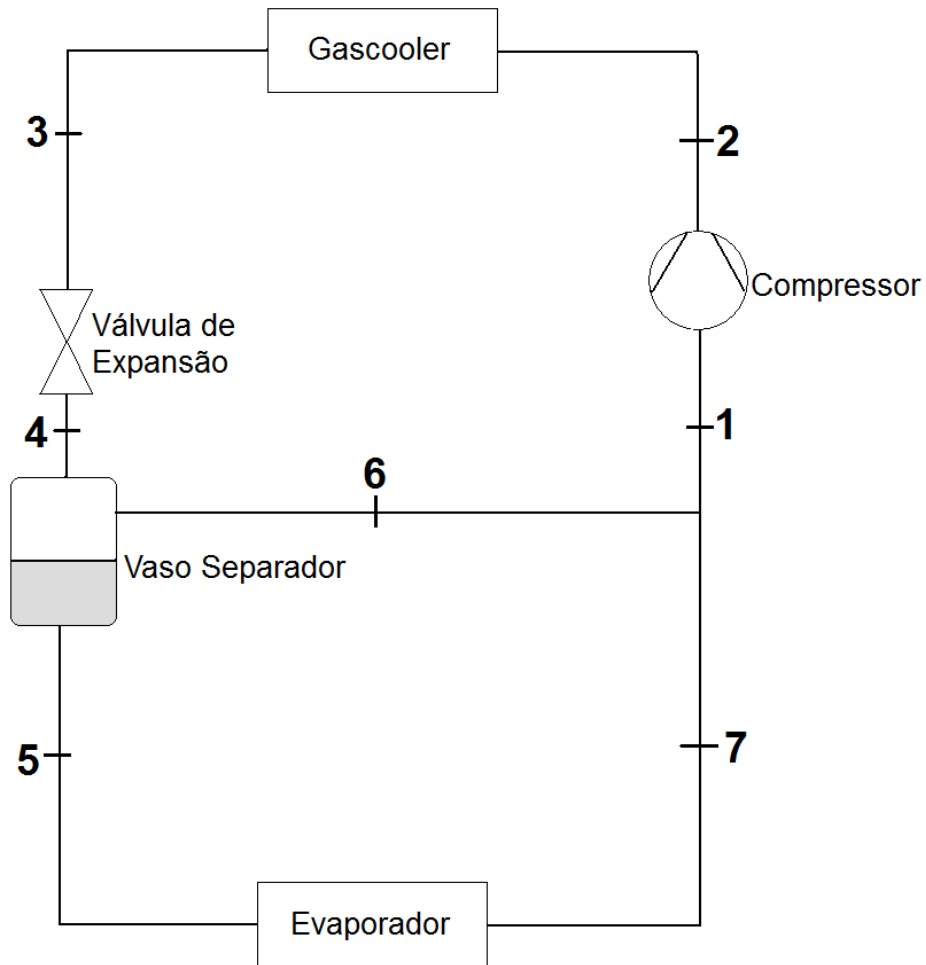 Gascooler
3
2
Compressor
Válvula de
Expansão
4
1
6
Vaso Separador
5
7
Evaporador